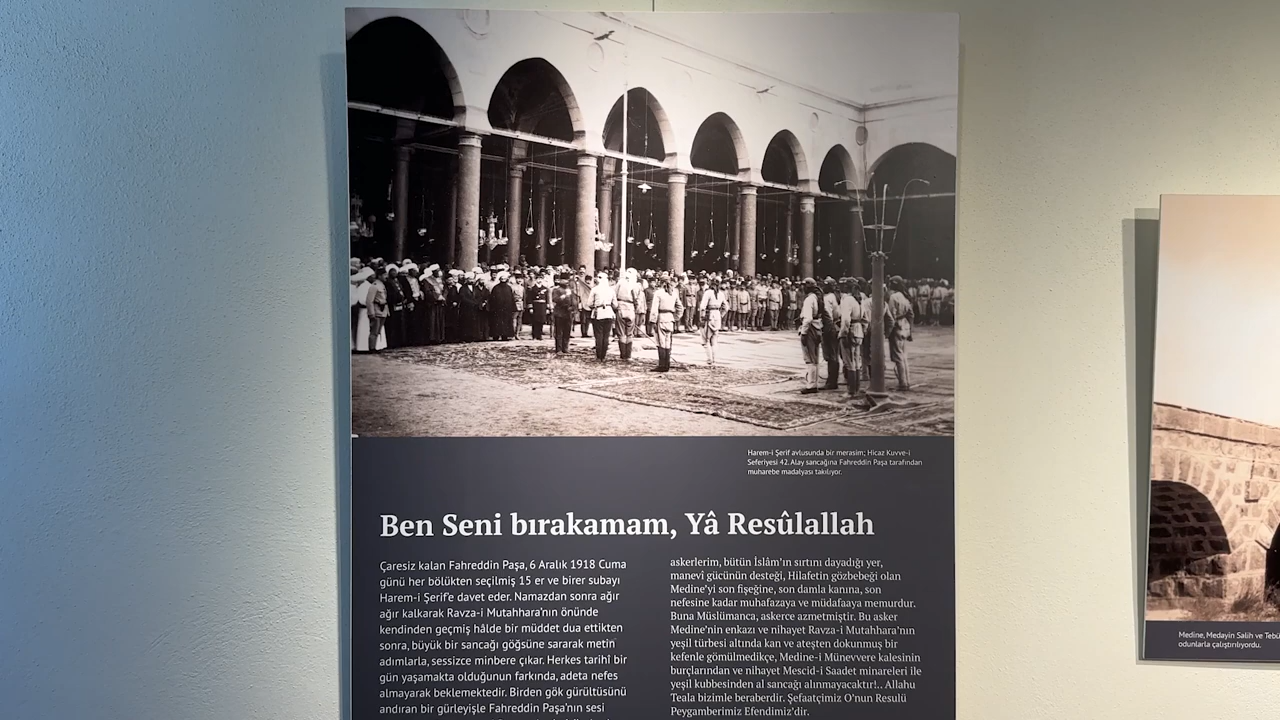 Harem-i Şerif avlusunda bir merasim; Hicaz Kuvve-i
Seferiyesi 42. Alay sancağına Fahreddin Paşa tarafından
muharebe madalyası takılıyor.
Ben Seni bırakamam, Yâ Resûlallah
Çaresiz kalan Fahreddin Paşa, 6 Aralık 1918 Cuma
günü her bölükten seçilmiş 15 er ve birer subayı
Harem-i Şerif'e davet eder. Namazdan sonra ağır
ağır kalkarak Ravza-i Mutahhara'nın önünde
kendinden geçmiş hâlde bir müddet dua ettikten
sonra, büyük bir sancağı göğsüne sararak metin
adımlarla, sessizce minbere çıkar. Herkes tarihî bir
gün yaşamakta olduğunun farkında, adeta nefes
almayarak beklemektedir. Birden gök gürültüsünü
andıran bir gürleyişle Fahreddin Paşa'nın sesi
askerlerim, bütün İslâm'ın sırtını dayadığı yer,
manevî gücünün desteği, Hilafetin gözbebeği olan
Medine'yi son fişeğine, son damla kanına, son
nefesine kadar muhafazaya ve müdafaaya memurdur.
Buna Müslümanca, askerce azmetmiştir. Bu asker
Medine'nin enkazı ve nihayet Ravza-i Mutahhara'nın
yeşil türbesi altında kan ve ateşten dokunmuş bir
kefenle gömülmedikçe, Medine-i Münevvere kalesinin
burçlarından ve nihayet Mescid-i Saadet minareleri ile
yeşil kubbesinden al sancağı alınmayacaktır!.. Allahu
Teala bizimle beraberdir. Şefaatçimiz O'nun Resulü
Peygamberimiz Efendimiz'dir.
Medine, Medayin Salih ve
odunlarla çalıştırılıyordu.